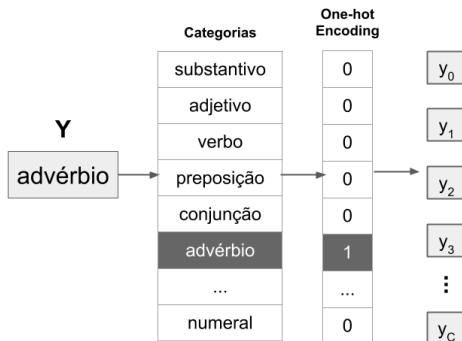 One-hot
Encoding
Categorias
substantivo 0 y0
adjetivo 0
Y verbo 0 y1
advérbio preposição 0 y2
conjunção 0
advérbio 1 y3
... ... ⋮
numeral 0 yC